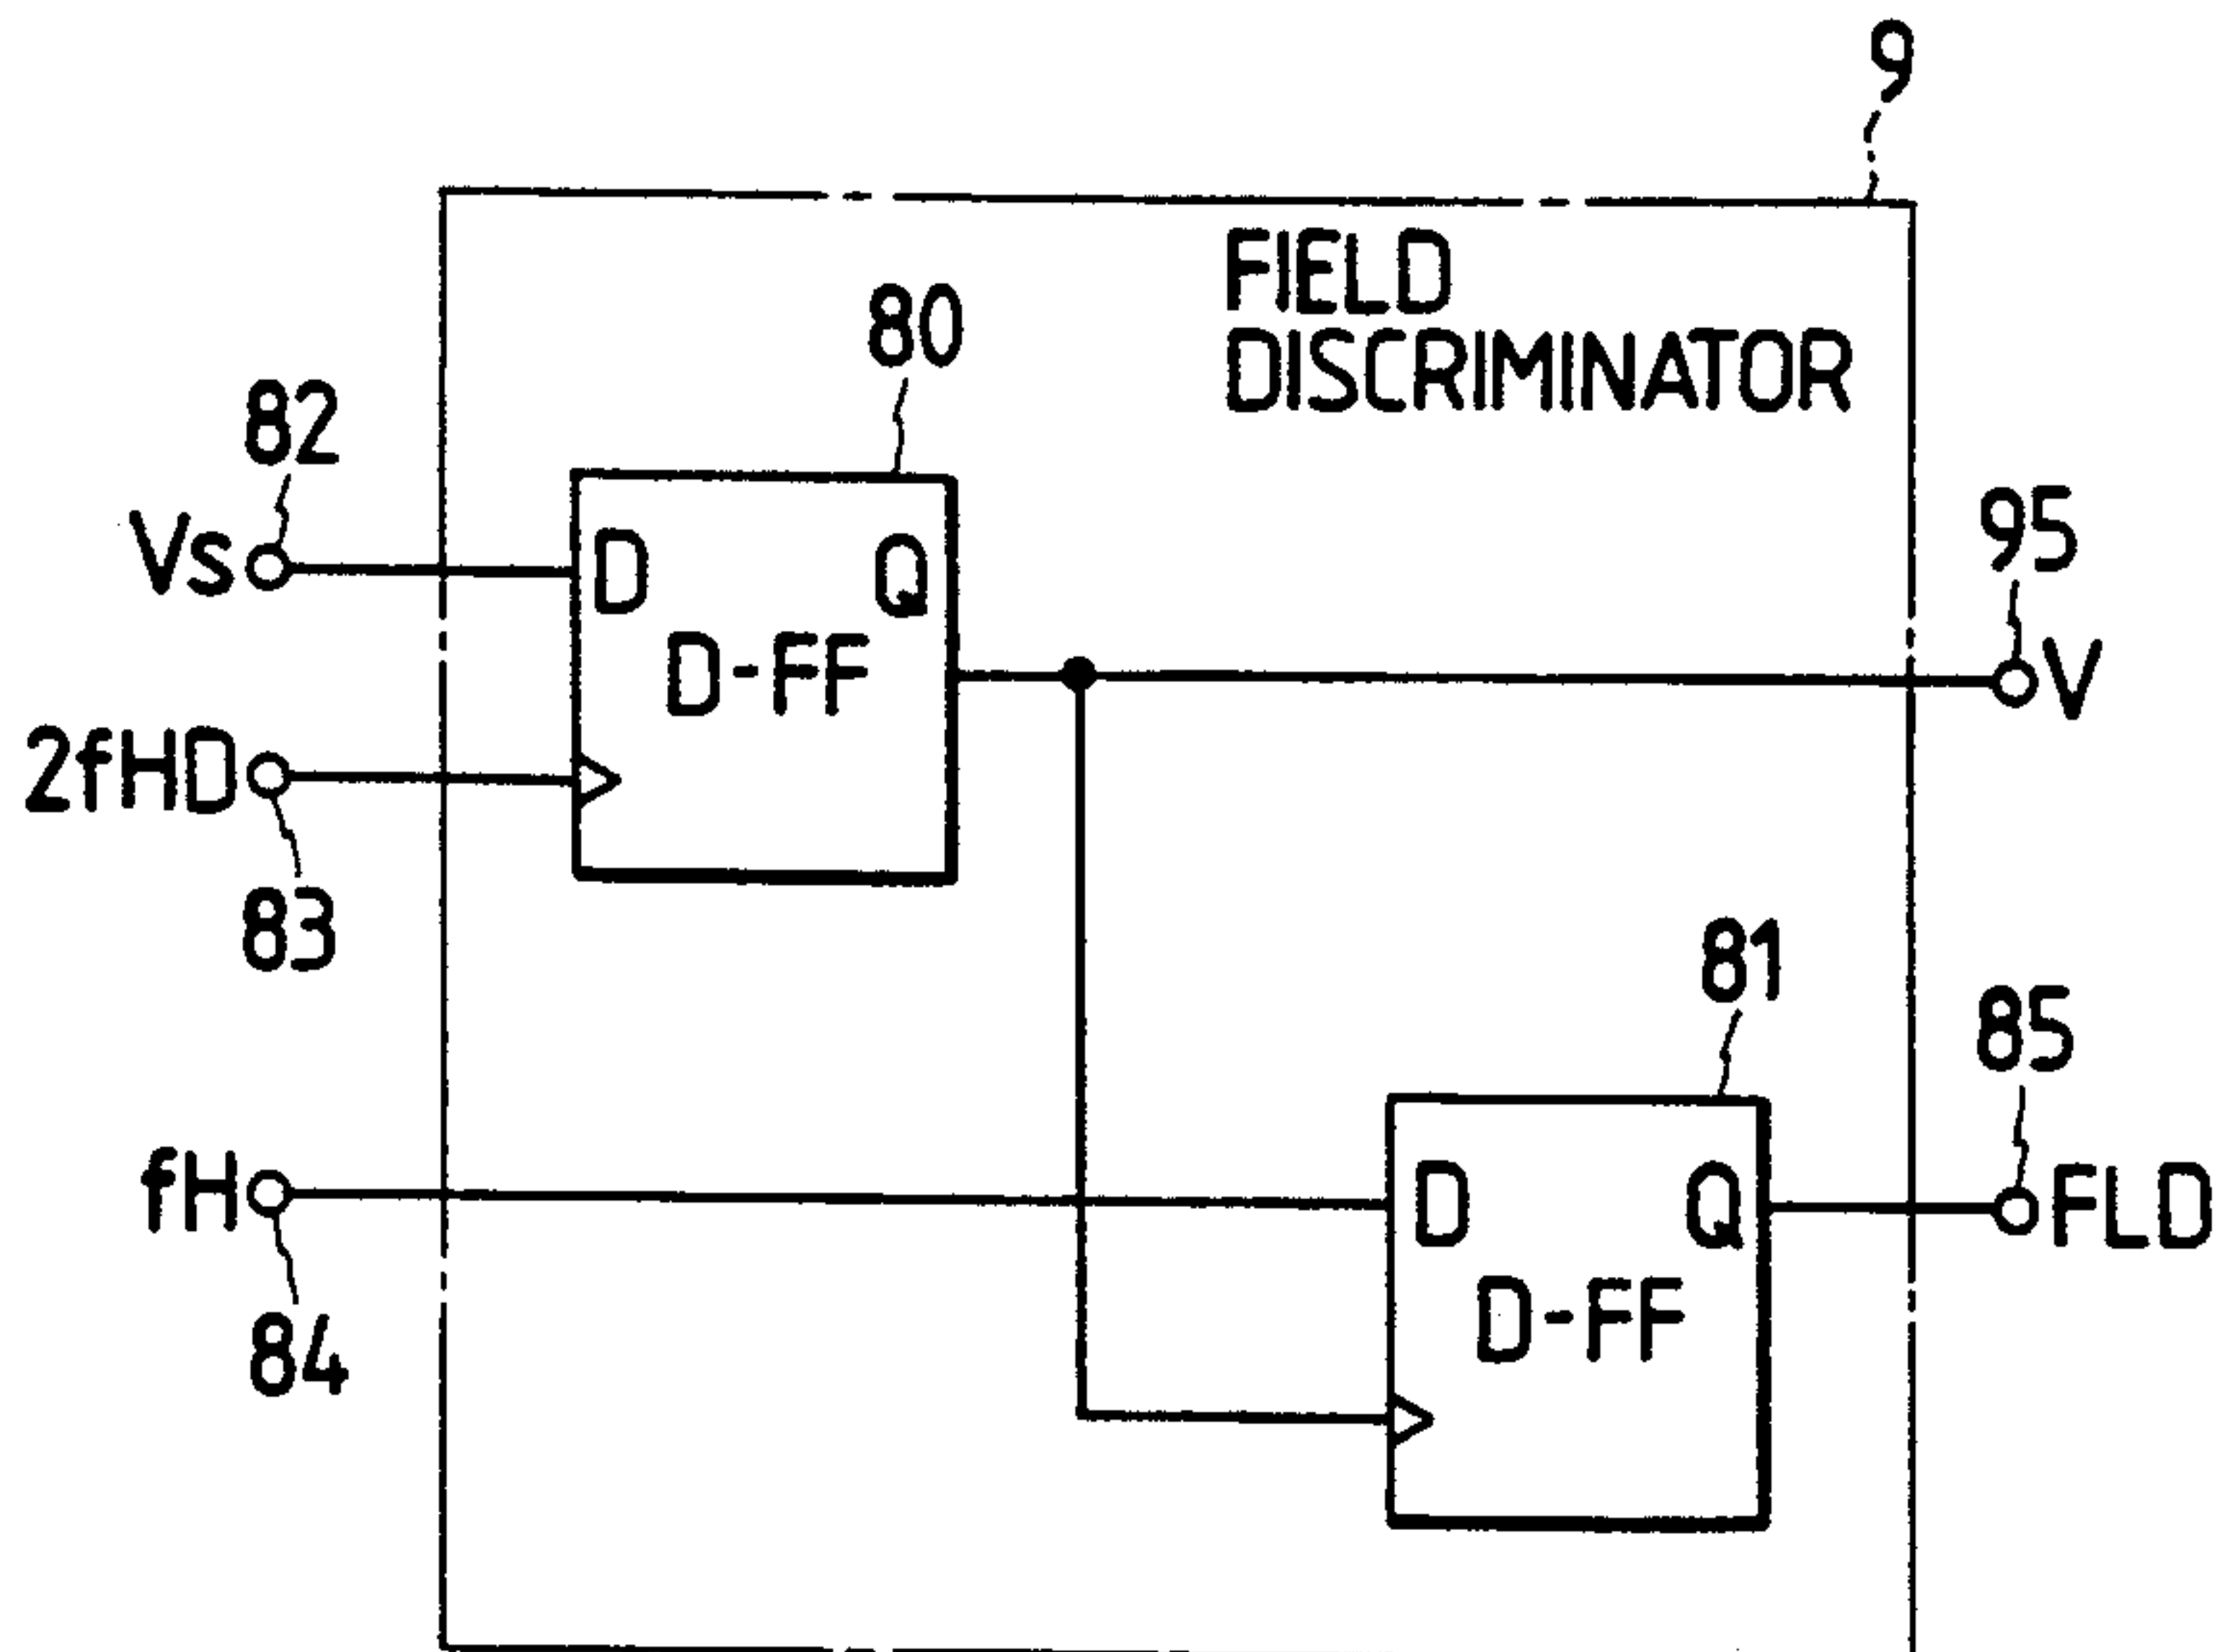 9
FIELD
DISCRIMINATOR
80
82
Vs
D
Q
D-FF
95
V
2fHD
83
81
85
fH
D
Q
FLD
D-FF
84